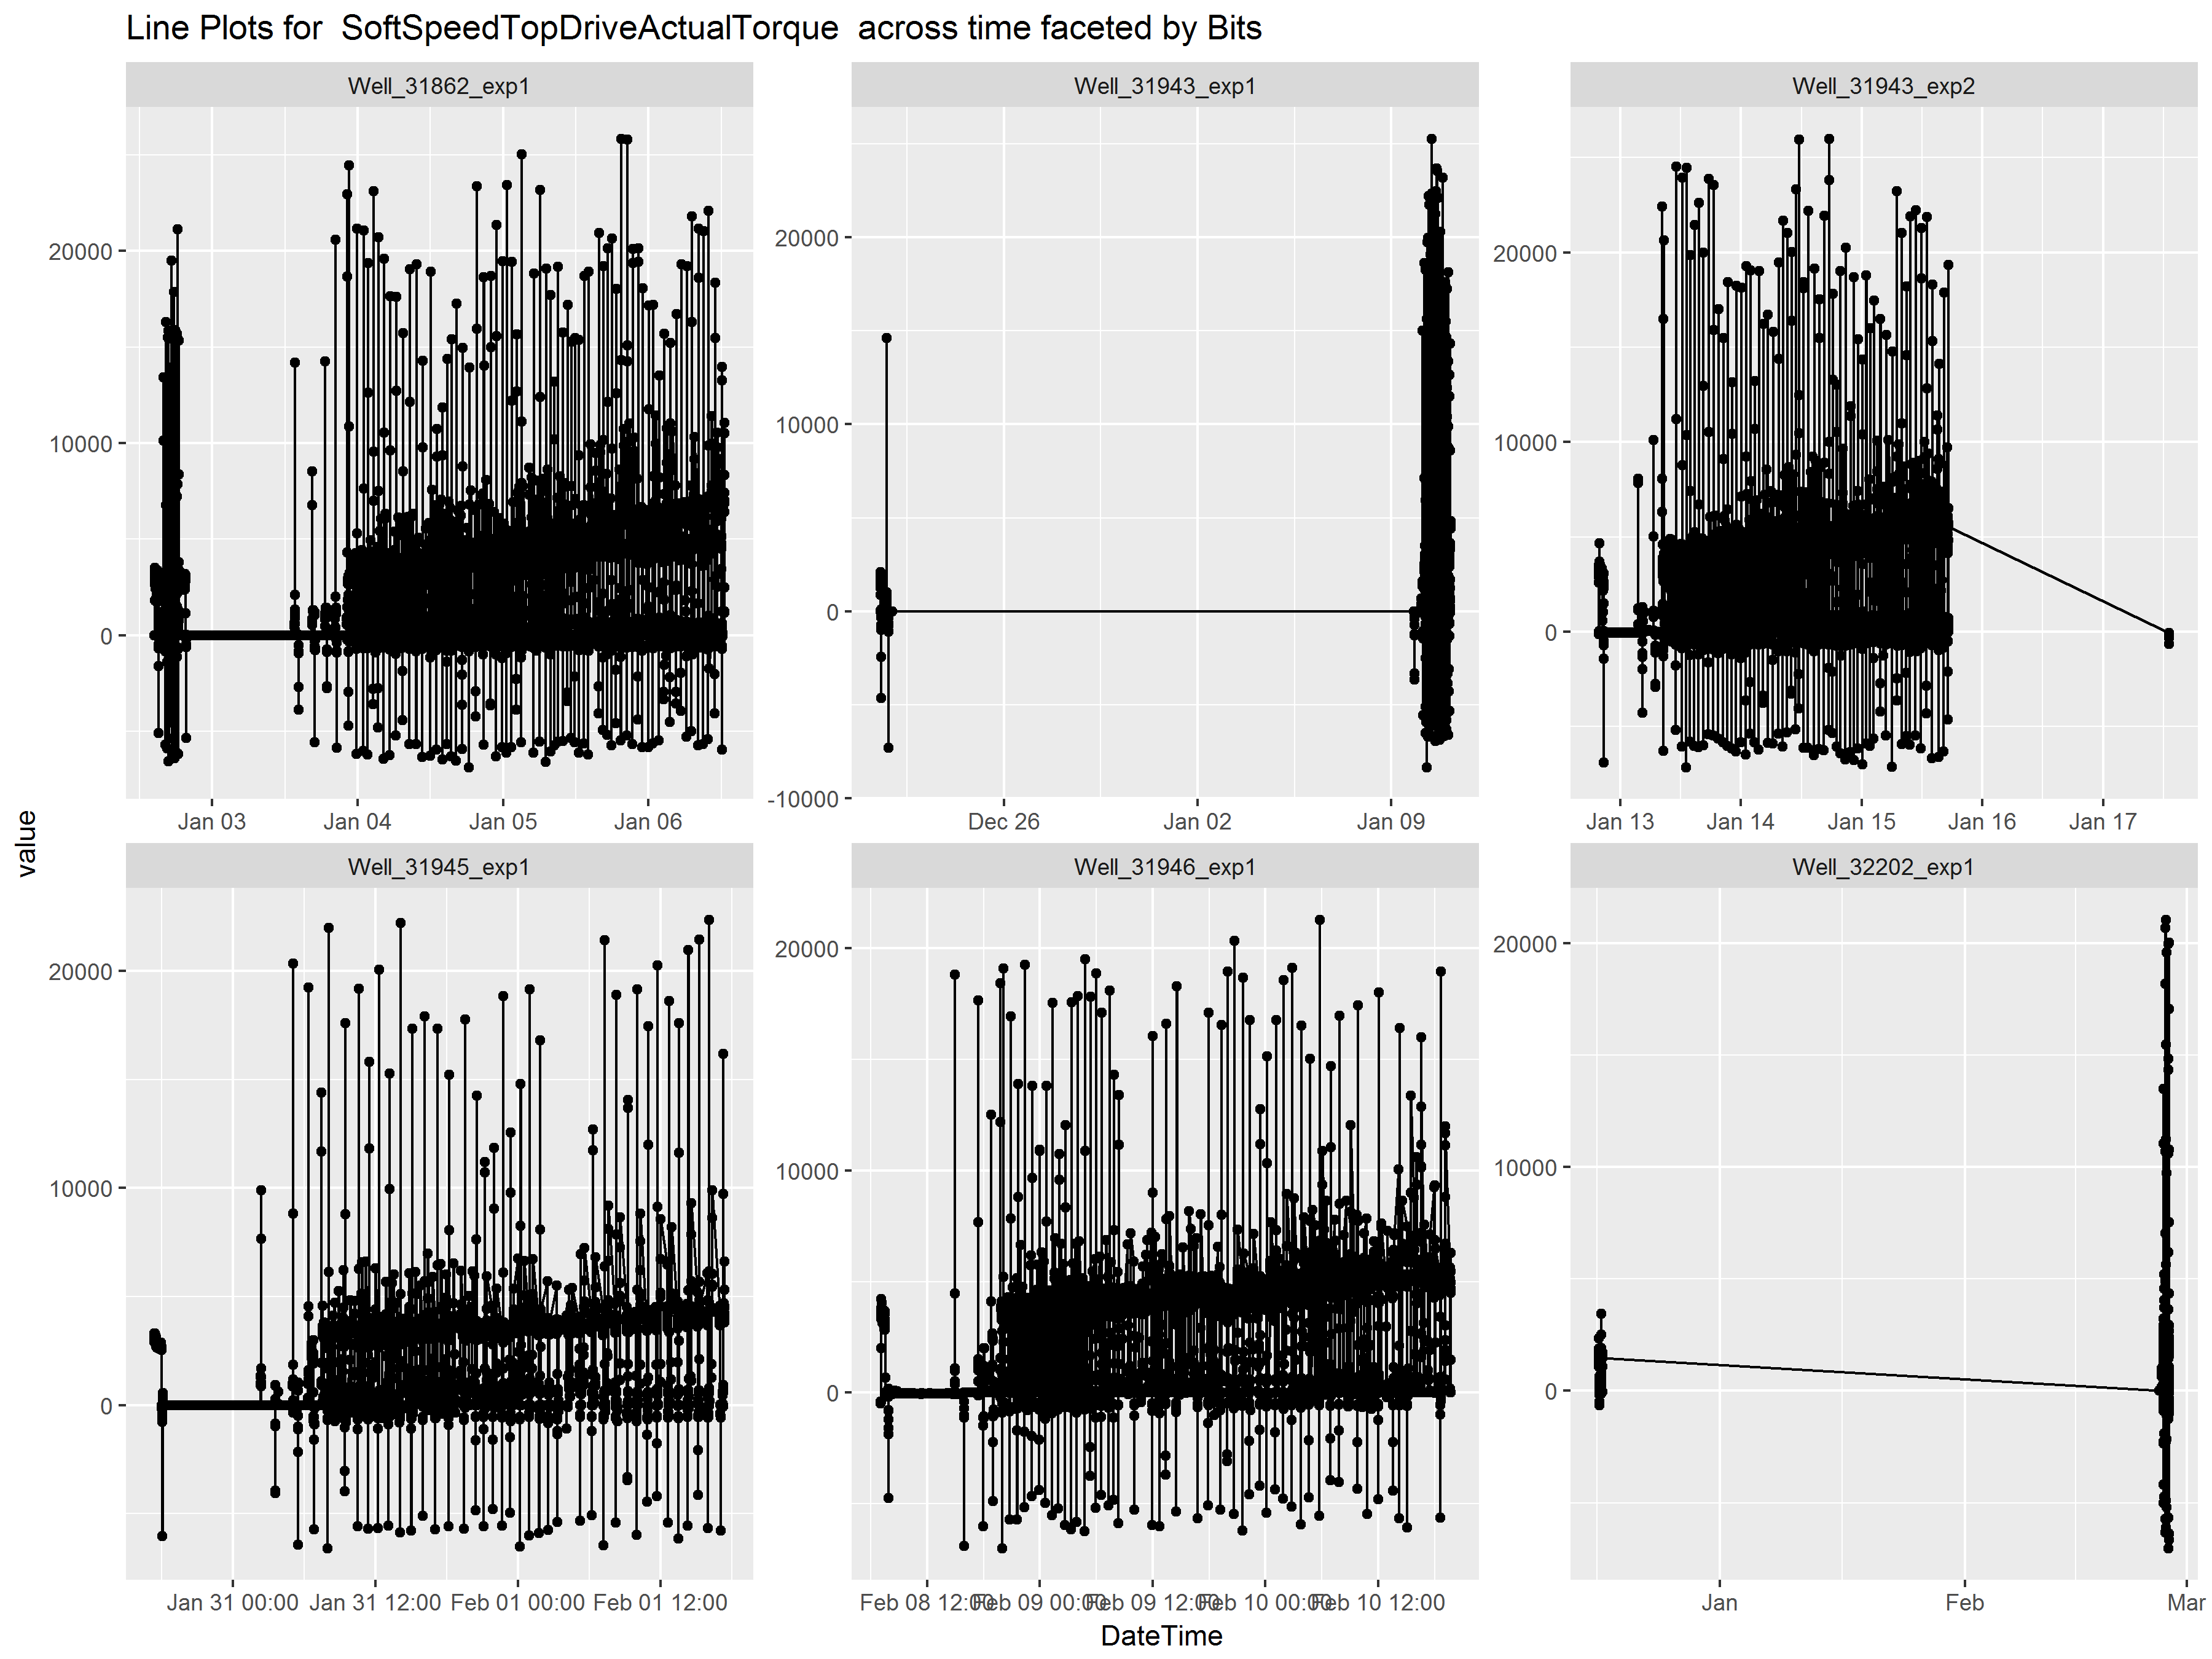 Line Plots for  SoftSpeedTopDriveActualTorque  across time faceted by Bits
Well_31862_exp1
Well_31943_exp1
Well_31943_exp2
20000
10000
0
20000
10000
0
-10000
20000
10000
0
Jan 03 Jan 04 Jan 05 Jan 06
Dec 26 Jan 02 Jan 09
Jan 13 Jan 14 Jan 15 Jan 16 Jan 17
value
Well_31945_exp1
Well_31946_exp1
Well_32202_exp1
20000
10000
0
20000
10000
0
20000
10000
0
Jan 31 00:00 Jan 31 12:00 Feb 01 00:00 Feb 01 12:00
Feb 08 12:00 Feb 09 00:00 Feb 09 12:00 Feb 10 00:00 Feb 10 12:00
Jan Feb Mar
DateTime